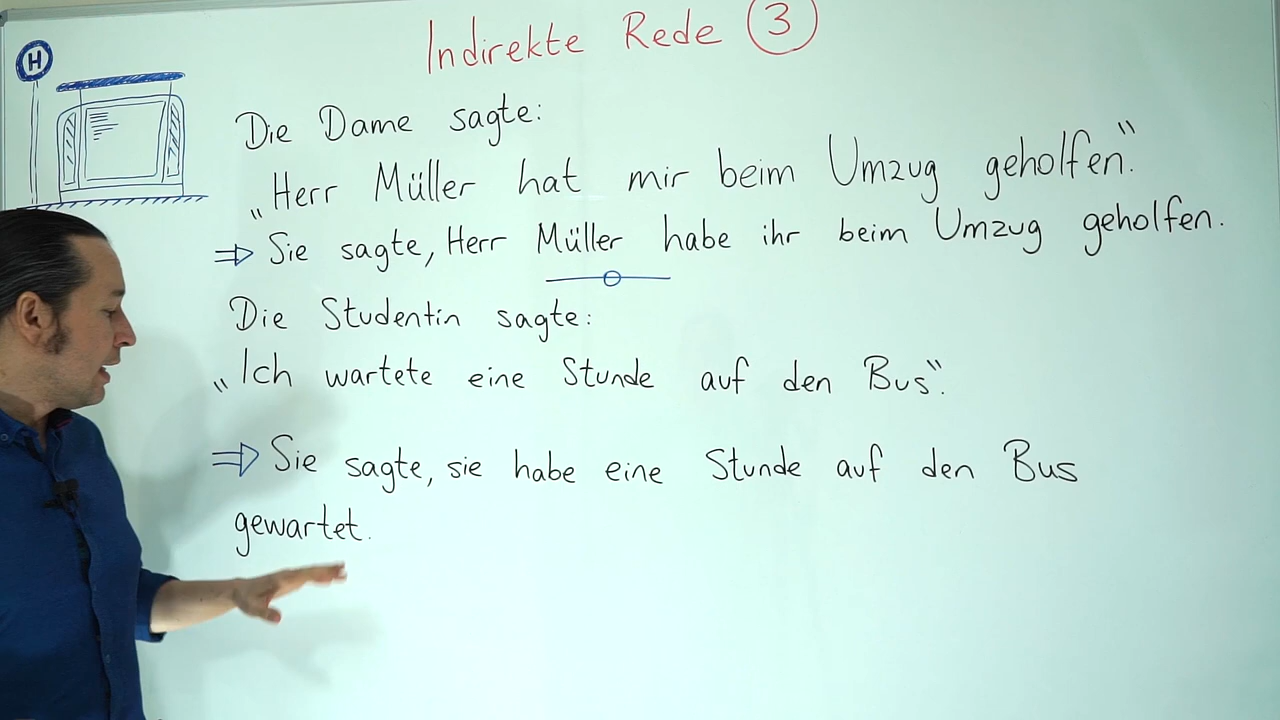 Indirekte Rede 3
H
Die Dame sagte:
„Herr Müller hat mir beim Umzug geholfen.“
⇒ Sie sagte, Herr Müller habe ihr beim Umzug geholfen.
Die Studentin sagte:
„Ich wartete eine Stunde auf den Bus“.
⇒ Sie sagte, sie habe eine Stunde auf den Bus
gewartet.